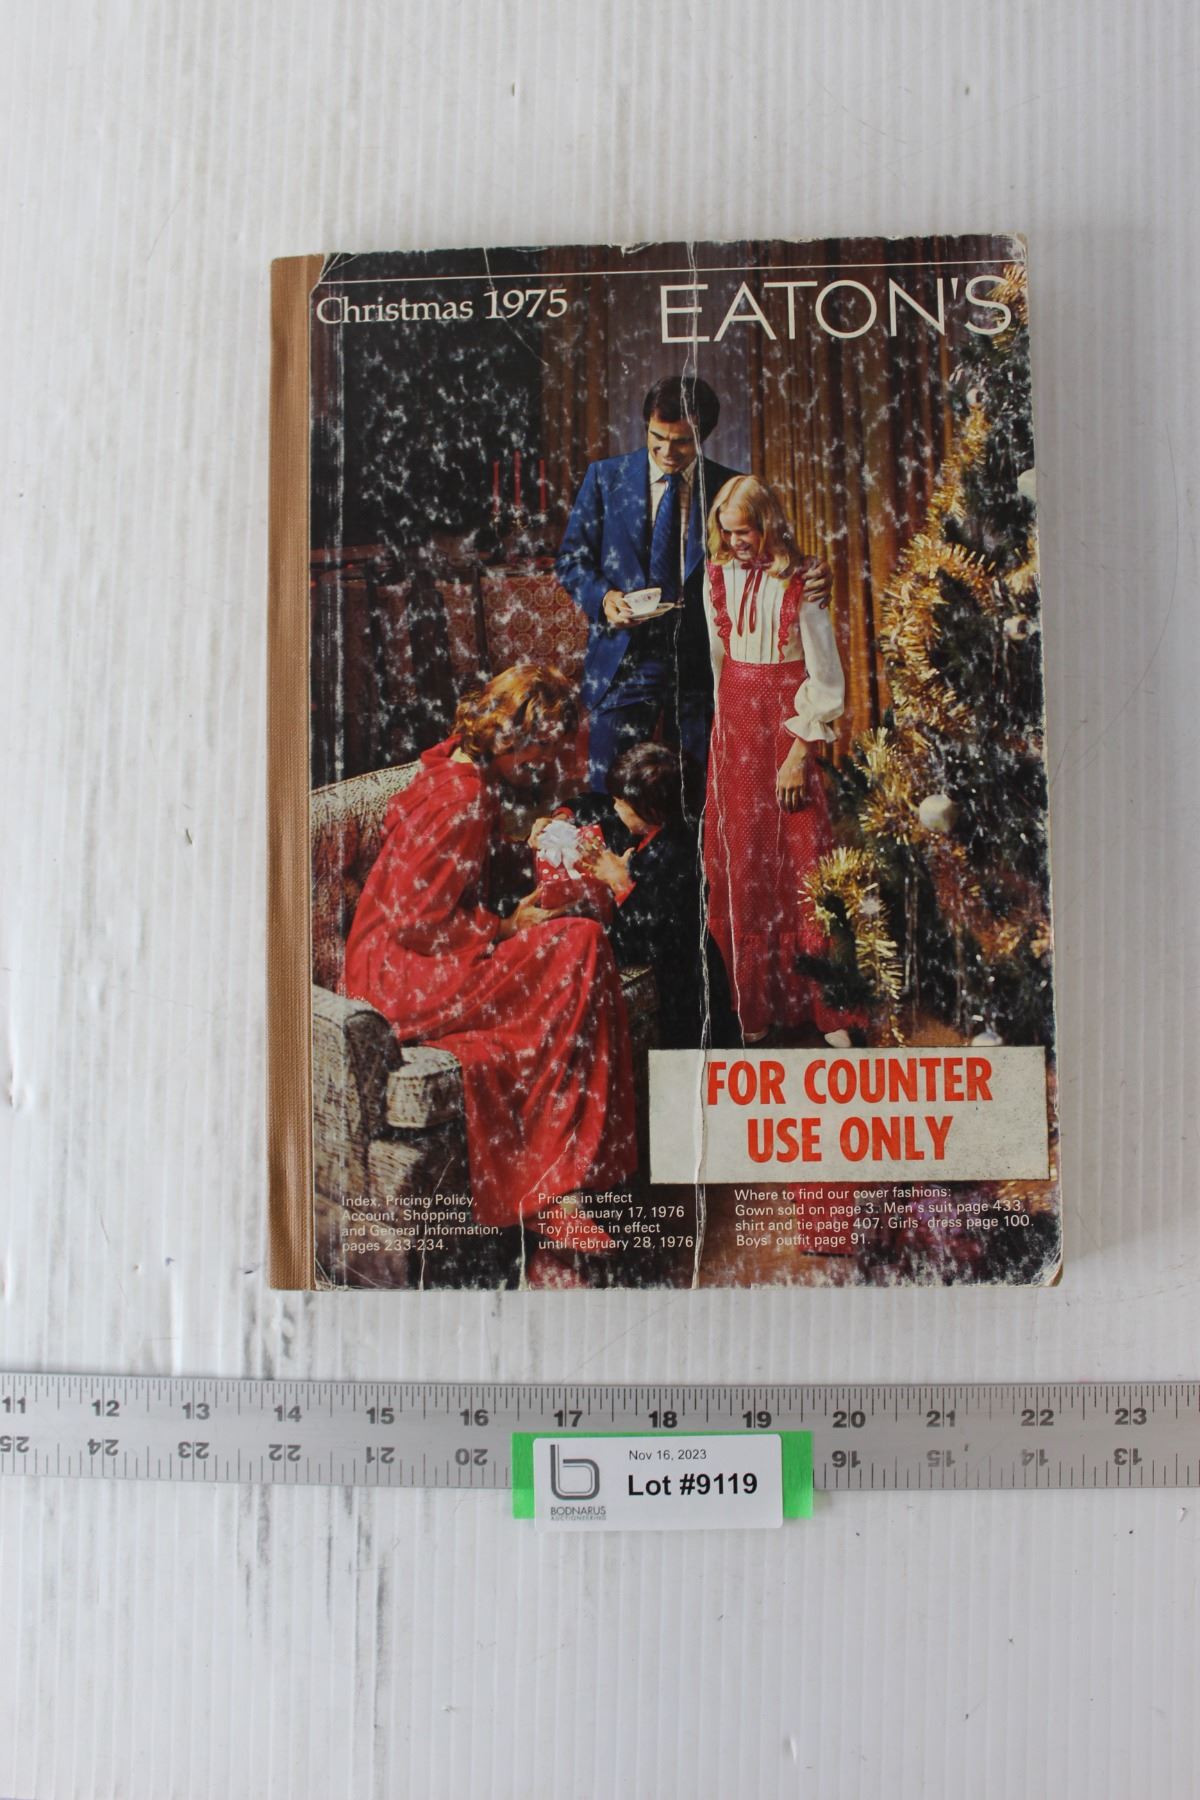 Christmas 1975
EATON'S
FOR COUNTER
USE ONLY
Index, Pricing Policy,
Account, Shopping
and General Information,
pages 233-234.
Prices in effect
until January 17, 1976
Toy prices in effect
until February 28, 1976
Where to find our cover fashions:
Gown sold on page 3. Men's suit page 433,
shirt and tie page 407. Girls' dress page 100.
Boys' outfit page 91.
11 12 13 14 15 16 17 18 19 20 21 22 23
25 24 23 22 21 20 16 15 14 13
Nov 16, 2023
Lot #9119
BODNARUS
AUCTIONEERING